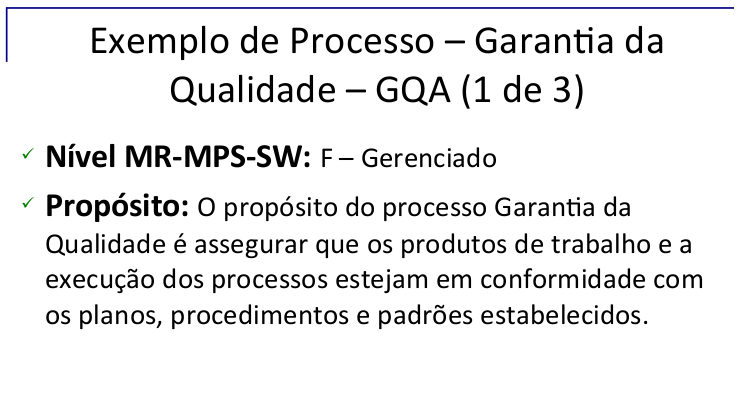 Exemplo de Processo – Garantia da
Qualidade – GQA (1 de 3)
✓ Nível MR-MPS-SW: F – Gerenciado
✓ Propósito: O propósito do processo Garantia da
Qualidade é assegurar que os produtos de trabalho e a
execução dos processos estejam em conformidade com
os planos, procedimentos e padrões estabelecidos.